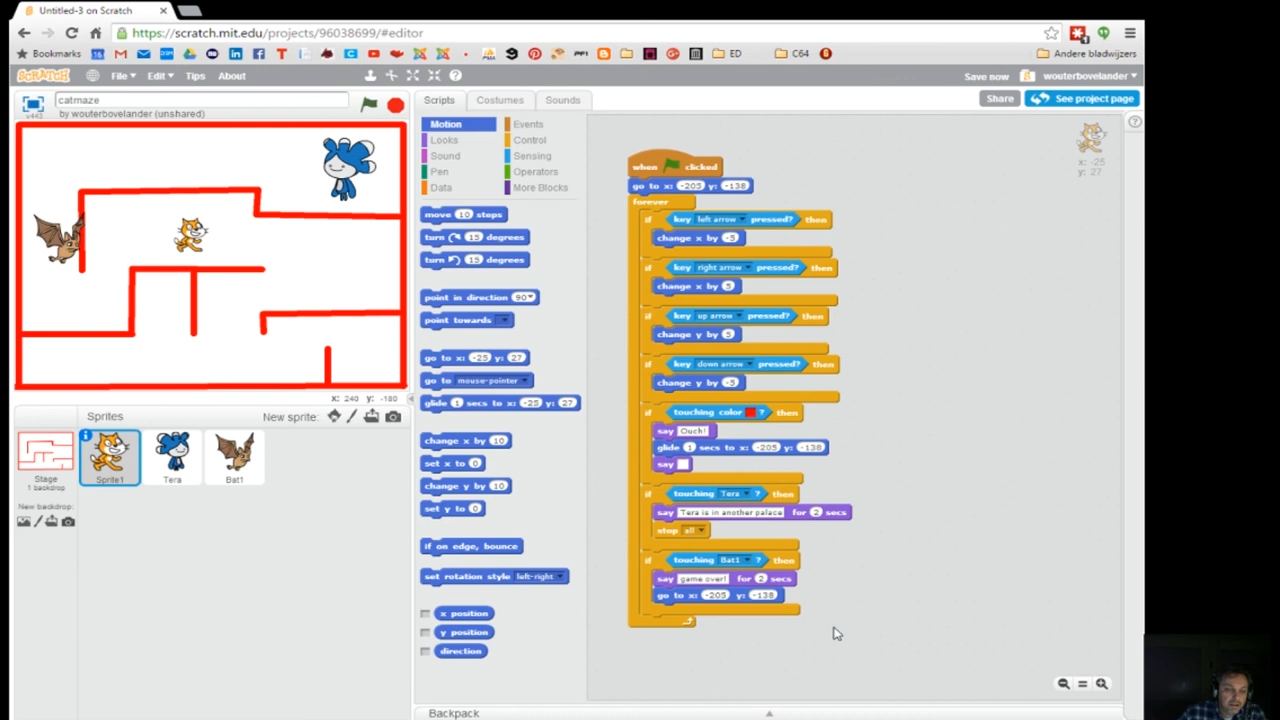 Untitled-3 on Scratch
https://scratch.mit.edu/projects/96038699/#editor
Bookmarks
ED
C64
Andere bladwijzers
SCRATCH
File
Edit
Tips
About
Save now
wouterbovelander
catmaze
by wouterbovelander (unshared)
v443
Scripts
Costumes
Sounds
Share
See project page
Motion
Events
Looks
Control
Sound
Sensing
Pen
Operators
Data
More Blocks
move 10 steps
turn 15 degrees
turn 15 degrees
point in direction 90
point towards
go to x: -25 y: 27
go to mouse-pointer
glide 1 secs to x: -25 y: 27
change x by 10
set x to 0
change y by 10
set y to 0
if on edge, bounce
set rotation style left-right
x position
y position
direction
when clicked
go to x: -205 y: -138
forever
if key left arrow pressed? then
change x by -5
if key right arrow pressed? then
change x by 5
if key up arrow pressed? then
change y by 5
if key down arrow pressed? then
change y by -5
if touching color ? then
say Ouch!
glide 1 secs to x: -205 y: -138
say
if touching Tera ? then
say Tera is in another palace for 2 secs
stop all
if touching Bat1 ? then
say game over! for 2 secs
go to x: -205 y: -138
x: -25
y: 27
x: 240 y: -180
Sprites
New sprite:
Stage
1 backdrop
New backdrop:
Sprite1
Tera
Bat1
Backpack